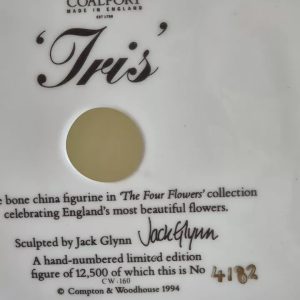 COALPORT
MADE IN ENGLAND
EST 1750
'Iris'
bone china figurine in 'The Four Flowers' collection
celebrating England's most beautiful flowers.
Sculpted by Jack Glynn Jack Glynn
A hand-numbered limited edition
figure of 12,500 of which this is No 4182
CW 160
© Compton & Woodhouse 1994